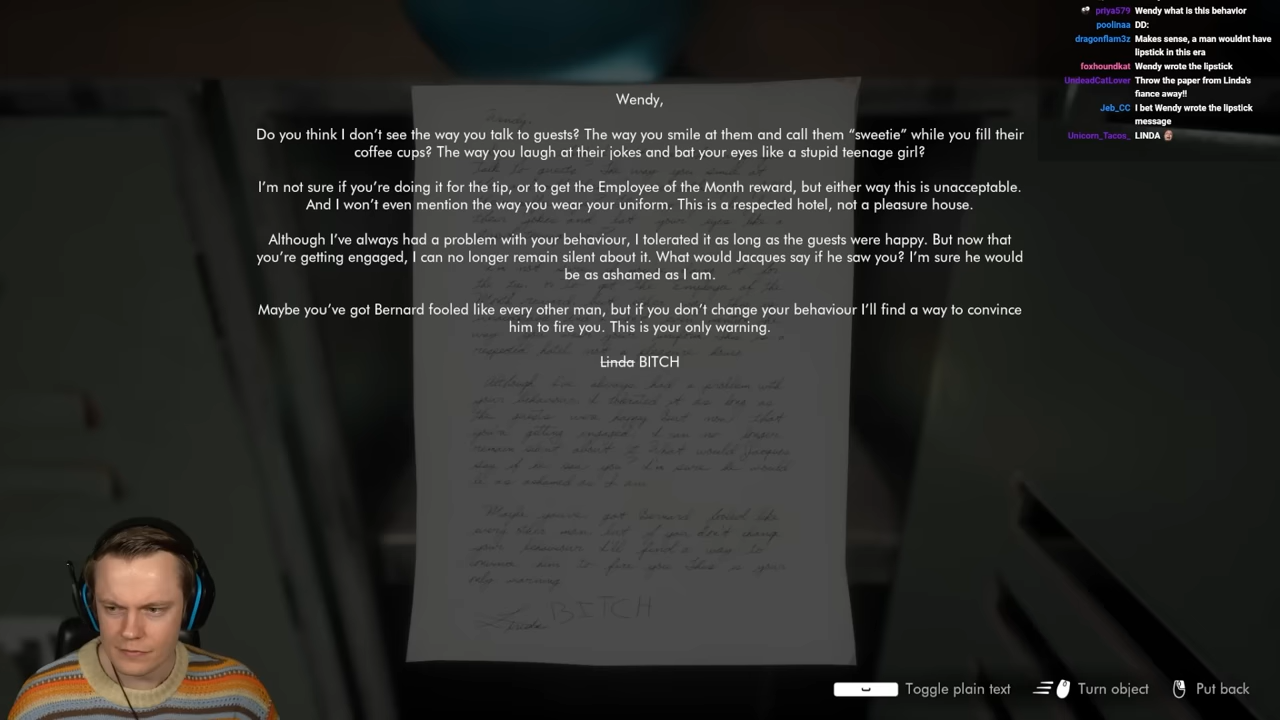 priya579 Wendy what is this behavior
poolinaa DD:
dragonflam3z Makes sense, a man wouldnt have
lipstick in this era
foxhoundkat Wendy wrote the lipstick
UndeadCatLover Throw the paper from Linda's
fiance away!!
Jeb_CC I bet Wendy wrote the lipstick
message
Unicorn_Tacos_ LINDA
Wendy,
Do you think I don't see the way you talk to guests? The way you smile at them and call them “sweetie” while you fill their
coffee cups? The way you laugh at their jokes and bat your eyes like a stupid teenage girl?
I'm not sure if you're doing it for the tip, or to get the Employee of the Month reward, but either way this is unacceptable.
And I won't even mention the way you wear your uniform. This is a respected hotel, not a pleasure house.
Although I've always had a problem with your behaviour, I tolerated it as long as the guests were happy. But now that
you're getting engaged, I can no longer remain silent about it. What would Jacques say if he saw you? I'm sure he would
be as ashamed as I am.
Maybe you've got Bernard fooled like every other man, but if you don't change your behaviour I'll find a way to convince
him to fire you. This is your only warning.
Linda BITCH
Linda BITCH
Toggle plain text
Turn object
Put back